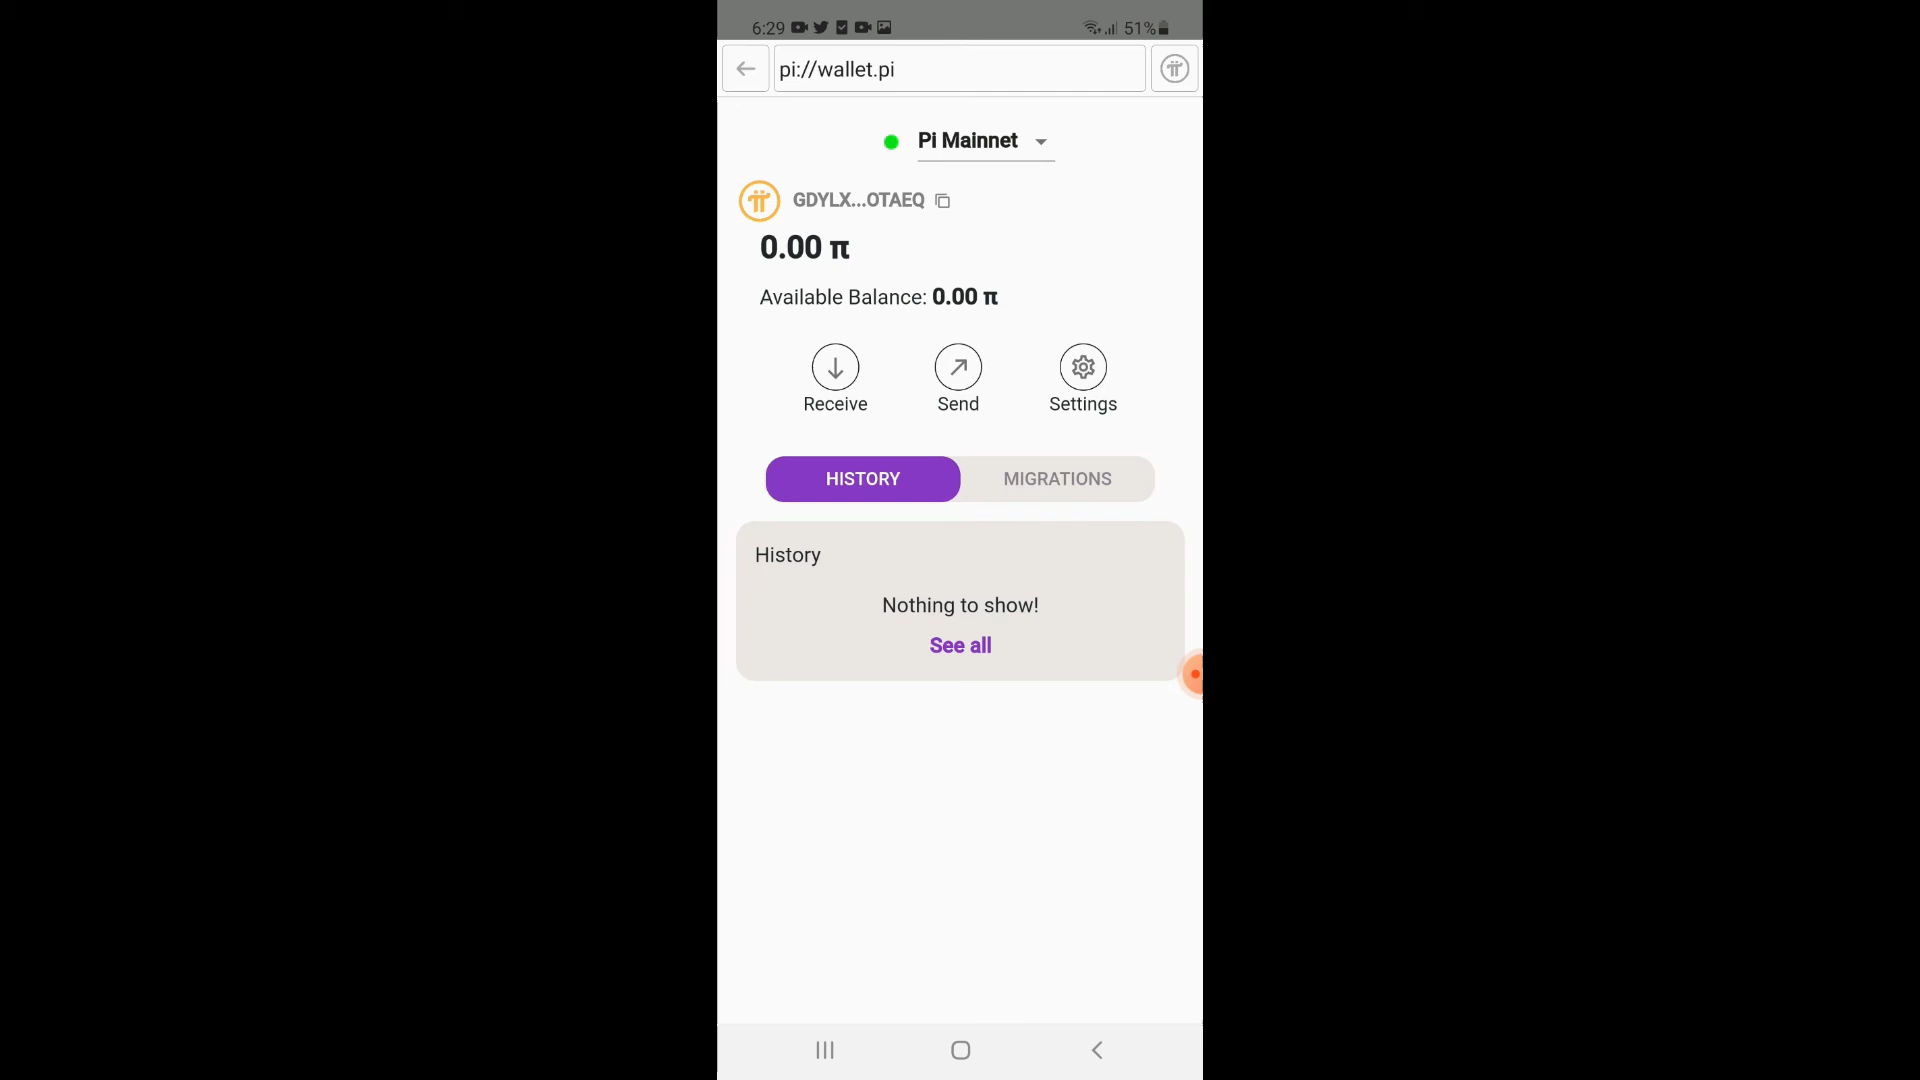 6:29 51%
pi://wallet.pi
Pi Mainnet
GDYLX...OTAEQ
0.00 π
Available Balance: 0.00 π
Receive Send Settings
HISTORY MIGRATIONS
History
Nothing to show!
See all